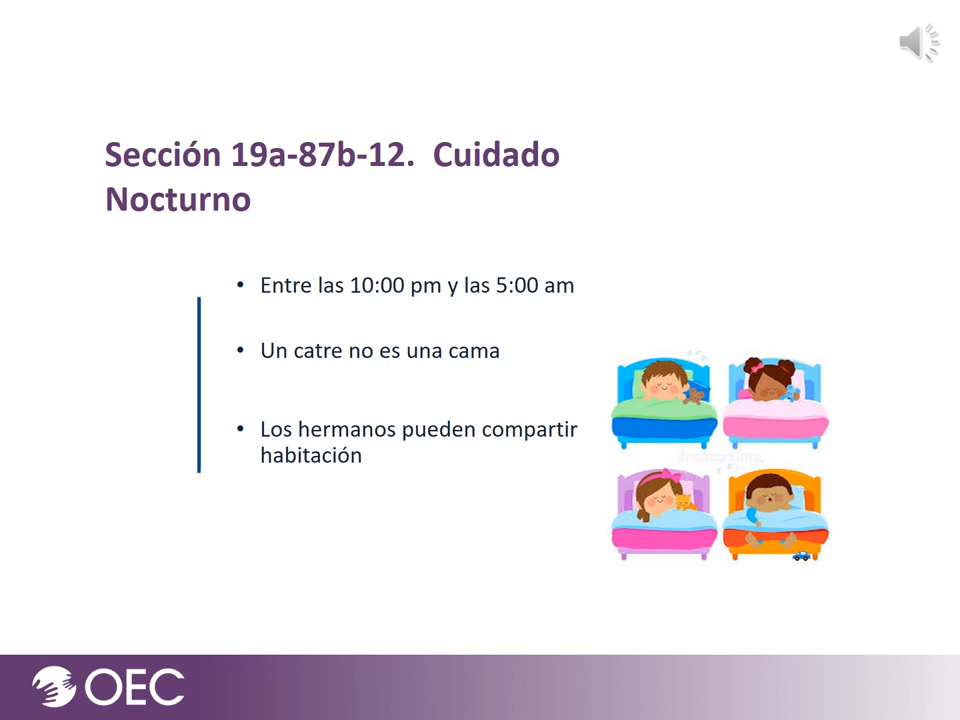 Sección 19a-87b-12. Cuidado
Nocturno
• Entre las 10:00 pm y las 5:00 am
• Un catre no es una cama
• Los hermanos pueden compartir
habitación
OEC